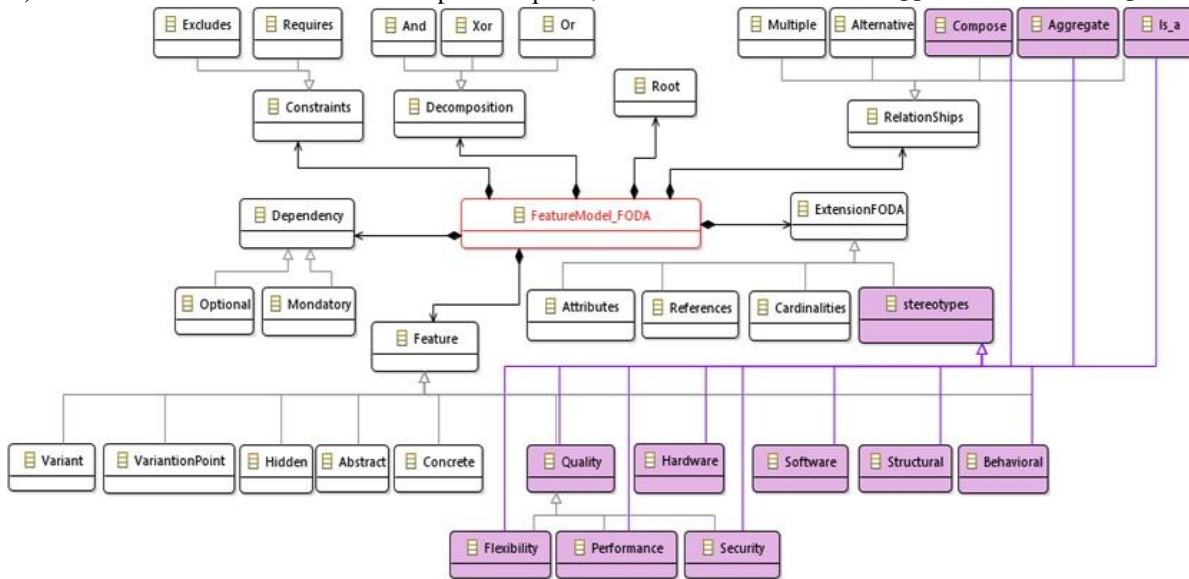 Excludes
Requires
And
Xor
Or
Multiple
Alternative
Compose
Aggregate
Is_a
Root
Constraints
Decomposition
RelationShips
Dependency
FeatureModel_FODA
ExtensionFODA
Optional
Mondatory
Attributes
References
Cardinalities
stereotypes
Feature
Variant
VariantionPoint
Hidden
Abstract
Concrete
Quality
Hardware
Software
Structural
Behavioral
Flexibility
Performance
Security